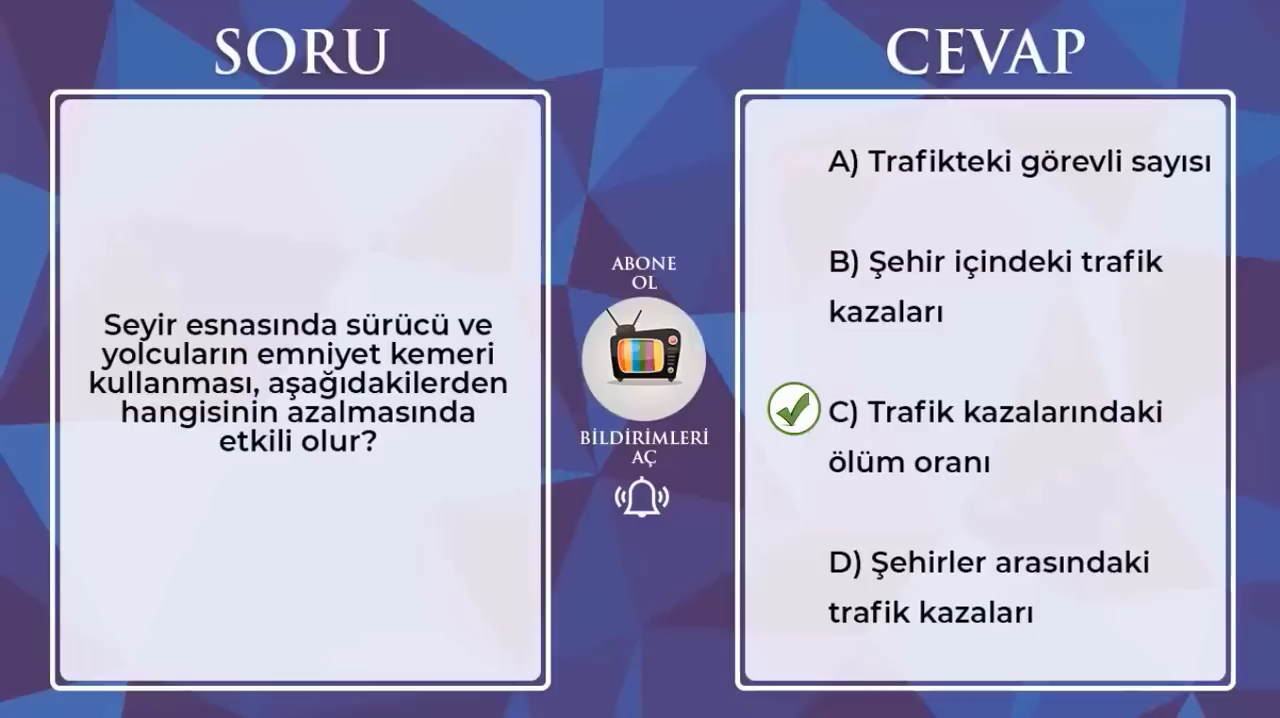 SORU
Seyir esnasında sürücü ve
yolcuların emniyet kemeri
kullanması, aşağıdakilerden
hangisinin azalmasında
etkili olur?
ABONE
OL
BİLDİRİMLERİ
AÇ
CEVAP
A) Trafikteki görevli sayısı
B) Şehir içindeki trafik
kazaları
C) Trafik kazalarındaki
ölüm oranı
D) Şehirler arasındaki
trafik kazaları